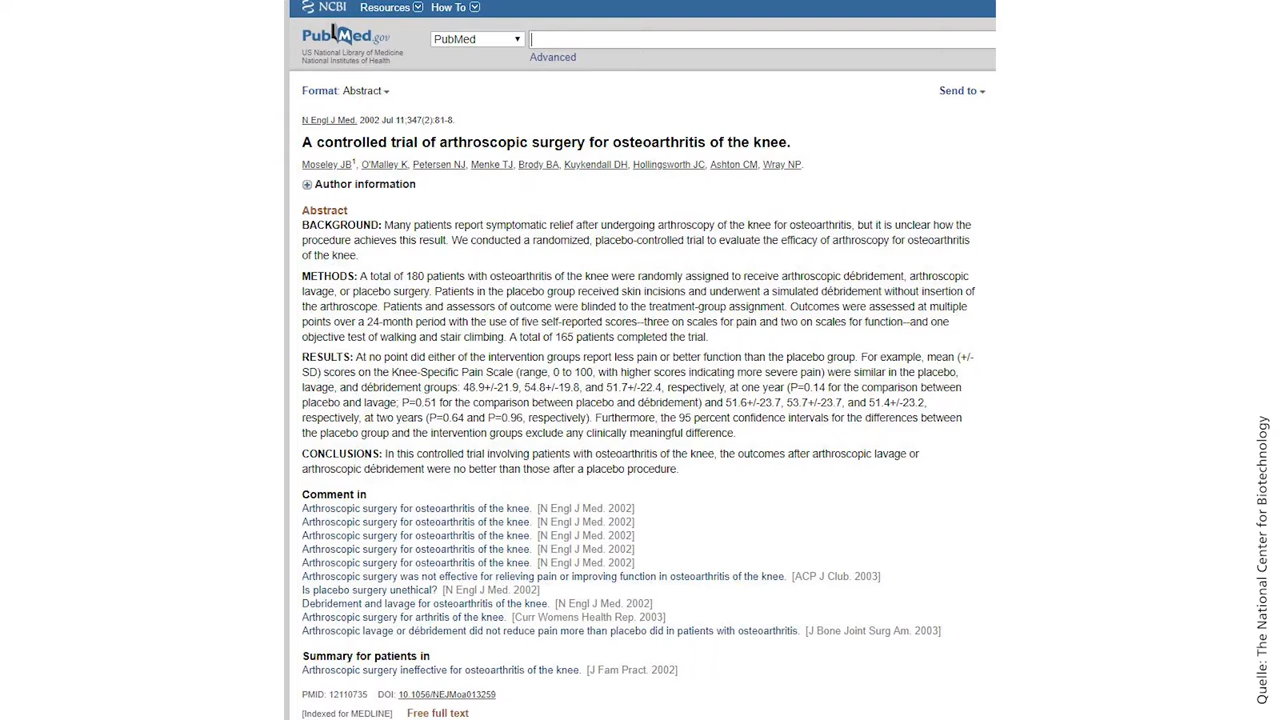 NCBI Resources How To
PubMed.gov
US National Library of Medicine
National Institutes of Health
PubMed
Advanced
Format: Abstract
Send to
N Engl J Med. 2002 Jul 11;347(2):81-8.
A controlled trial of arthroscopic surgery for osteoarthritis of the knee.
Moseley JB1, O'Malley K, Petersen NJ, Menke TJ, Brody BA, Kuykendall DH, Hollingsworth JC, Ashton CM, Wray NP.
Author information
Abstract
BACKGROUND: Many patients report symptomatic relief after undergoing arthroscopy of the knee for osteoarthritis, but it is unclear how the
procedure achieves this result. We conducted a randomized, placebo-controlled trial to evaluate the efficacy of arthroscopy for osteoarthritis
of the knee.
METHODS: A total of 180 patients with osteoarthritis of the knee were randomly assigned to receive arthroscopic débridement, arthroscopic
lavage, or placebo surgery. Patients in the placebo group received skin incisions and underwent a simulated débridement without insertion of
the arthroscope. Patients and assessors of outcome were blinded to the treatment-group assignment. Outcomes were assessed at multiple
points over a 24-month period with the use of five self-reported scores--three on scales for pain and two on scales for function--and one
objective test of walking and stair climbing. A total of 165 patients completed the trial.
RESULTS: At no point did either of the intervention groups report less pain or better function than the placebo group. For example, mean (+/-
SD) scores on the Knee-Specific Pain Scale (range, 0 to 100, with higher scores indicating more severe pain) were similar in the placebo,
lavage, and débridement groups: 48.9+/-21.9, 54.8+/-19.8, and 51.7+/-22.4, respectively, at one year (P=0.14 for the comparison between
placebo and lavage; P=0.51 for the comparison between placebo and débridement) and 51.6+/-23.7, 53.7+/-23.7, and 51.4+/-23.2,
respectively, at two years (P=0.64 and P=0.96, respectively). Furthermore, the 95 percent confidence intervals for the differences between
the placebo group and the intervention groups exclude any clinically meaningful difference.
CONCLUSIONS: In this controlled trial involving patients with osteoarthritis of the knee, the outcomes after arthroscopic lavage or
arthroscopic débridement were no better than those after a placebo procedure.
Comment in
Arthroscopic surgery for osteoarthritis of the knee. [N Engl J Med. 2002]
Arthroscopic surgery for osteoarthritis of the knee. [N Engl J Med. 2002]
Arthroscopic surgery for osteoarthritis of the knee. [N Engl J Med. 2002]
Arthroscopic surgery for osteoarthritis of the knee. [N Engl J Med. 2002]
Arthroscopic surgery for osteoarthritis of the knee. [N Engl J Med. 2002]
Arthroscopic surgery was not effective for relieving pain or improving function in osteoarthritis of the knee. [ACP J Club. 2003]
Is placebo surgery unethical? [N Engl J Med. 2002]
Debridement and lavage for osteoarthritis of the knee. [N Engl J Med. 2002]
Arthroscopic surgery for arthritis of the knee. [Curr Womens Health Rep. 2003]
Arthroscopic lavage or débridement did not reduce pain more than placebo did in patients with osteoarthritis. [J Bone Joint Surg Am. 2003]
Summary for patients in
Arthroscopic surgery ineffective for osteoarthritis of the knee. [J Fam Pract. 2002]
PMID: 12110735 DOI: 10.1056/NEJMoa013259
[Indexed for MEDLINE] Free full text
Quelle: The National Center for Biotechnology